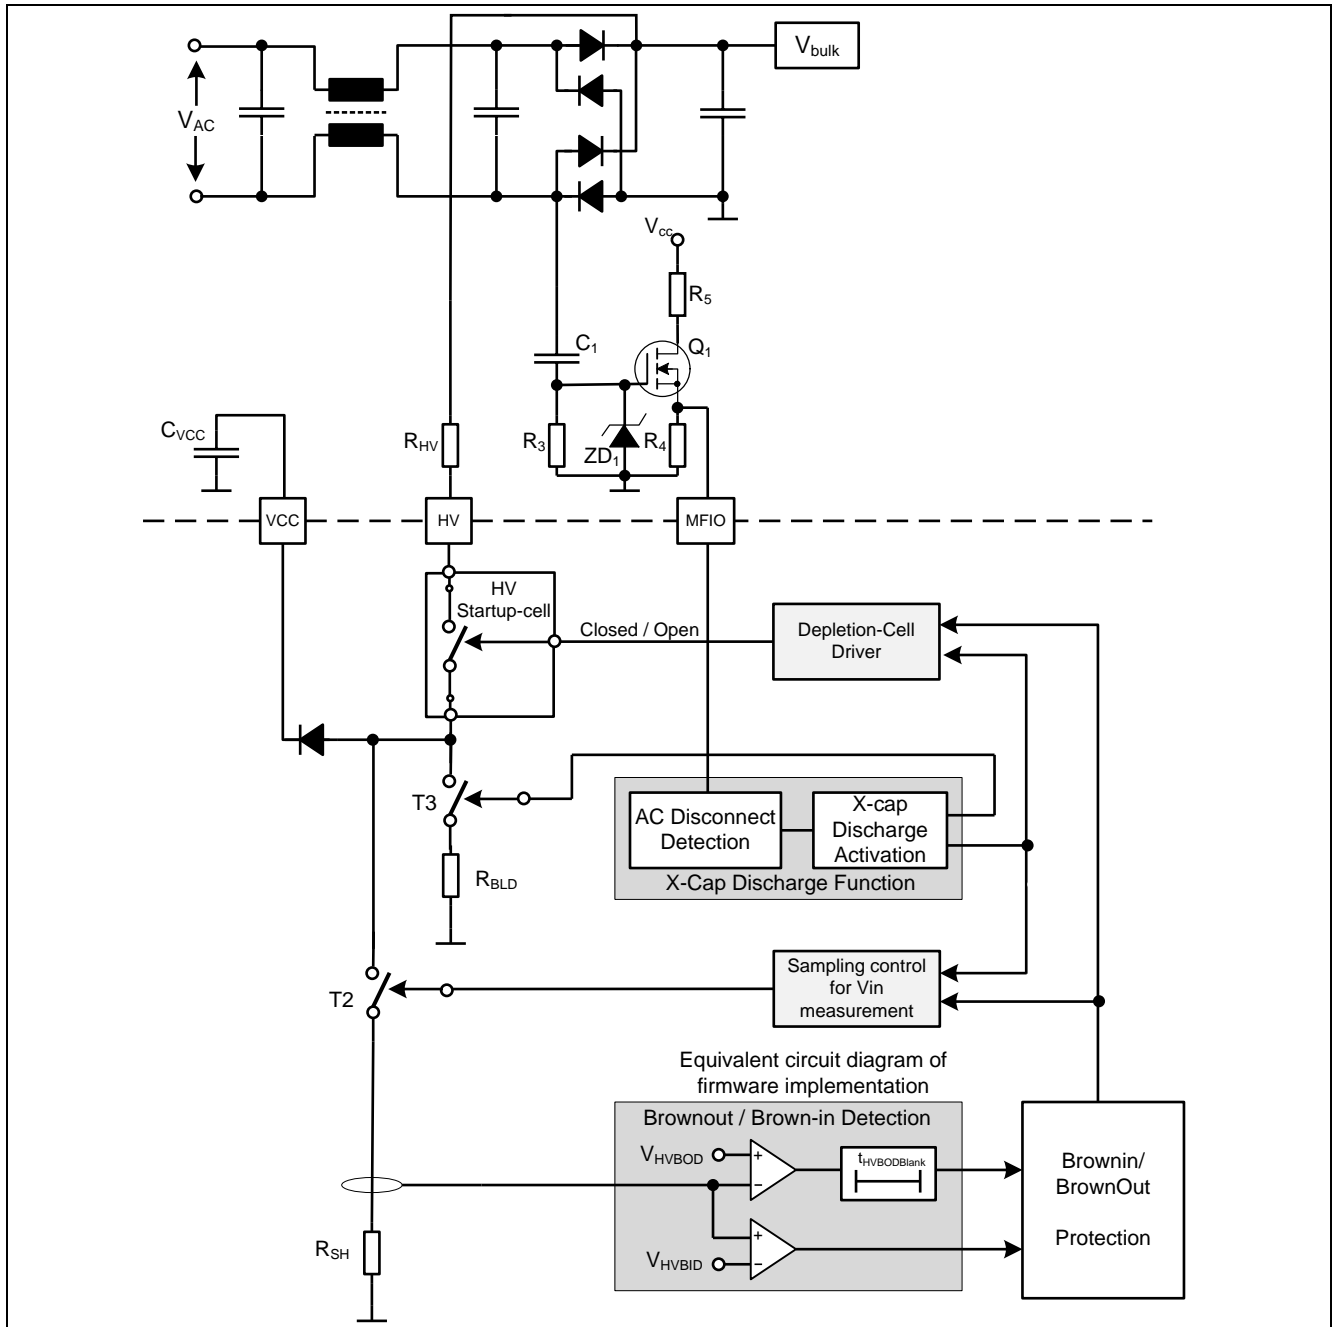 V_bulk
V_AC
V_cc
R_5
C_1
Q_1
C_VCC
R_HV
R_3
ZD_1
R_4
VCC
HV
MFIO
HV
Startup-cell
Closed / Open
Depletion-Cell
Driver
T3
AC Disconnect
Detection
X-cap
Discharge
Activation
X-Cap Discharge Function
R_BLD
T2
Sampling control
for Vin
measurement
Equivalent circuit diagram of
firmware implementation
Brownout / Brown-in Detection
V_HVBOD
+
−
t_HVBODBlank
Brownin/
BrownOut
Protection
R_SH
V_HVBID
+
−